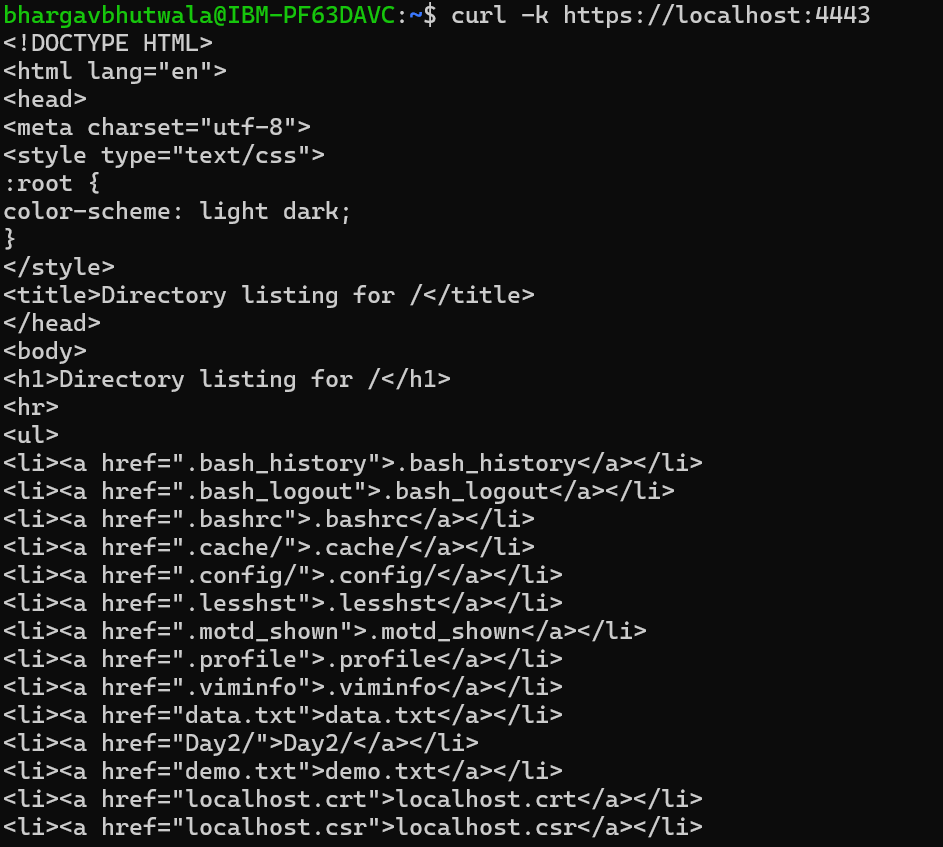 bhargavbhutwala@IBM-PF63DAVC:~$ curl -k https://localhost:4443
<!DOCTYPE HTML>
<html lang="en">
<head>
<meta charset="utf-8">
<style type="text/css">
:root {
color-scheme: light dark;
}
</style>
<title>Directory listing for /</title>
</head>
<body>
<h1>Directory listing for /</h1>
<hr>
<ul>
<li><a href=".bash_history">.bash_history</a></li>
<li><a href=".bash_logout">.bash_logout</a></li>
<li><a href=".bashrc">.bashrc</a></li>
<li><a href=".cache/">.cache/</a></li>
<li><a href=".config/">.config/</a></li>
<li><a href=".lesshst">.lesshst</a></li>
<li><a href=".motd_shown">.motd_shown</a></li>
<li><a href=".profile">.profile</a></li>
<li><a href=".viminfo">.viminfo</a></li>
<li><a href="data.txt">data.txt</a></li>
<li><a href="Day2/">Day2/</a></li>
<li><a href="demo.txt">demo.txt</a></li>
<li><a href="localhost.crt">localhost.crt</a></li>
<li><a href="localhost.csr">localhost.csr</a></li>